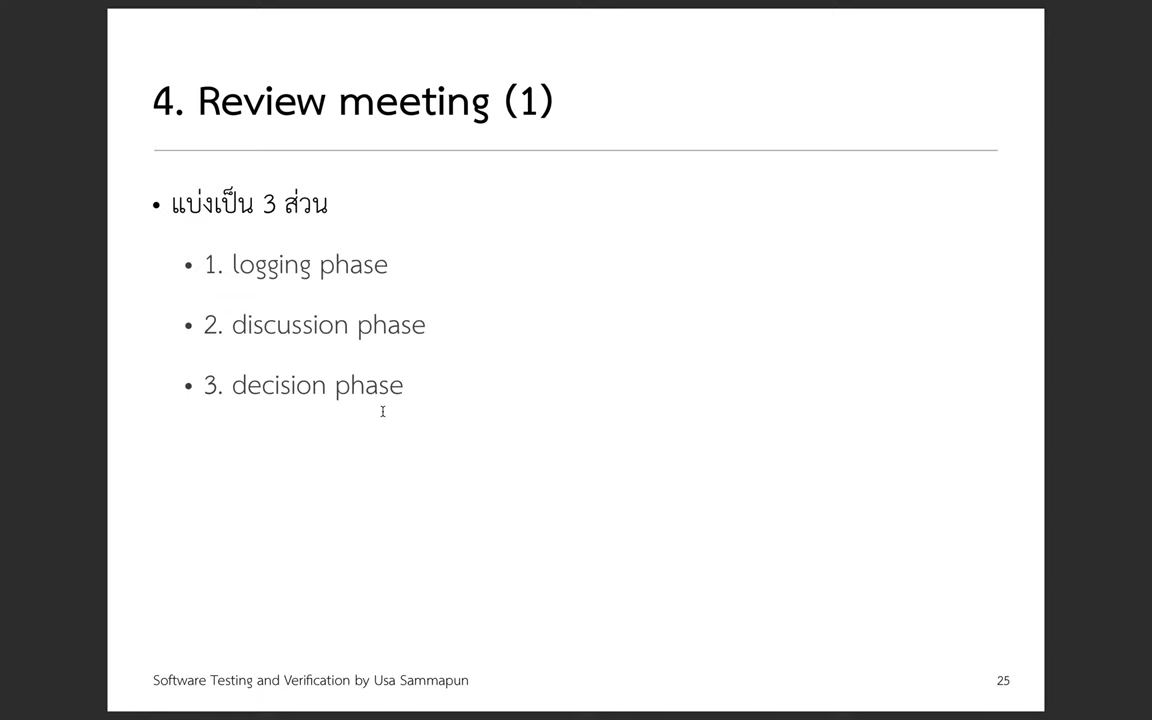 4. Review meeting (1)
• แบ่งเป็น 3 ส่วน
• 1. logging phase
• 2. discussion phase
• 3. decision phase
Software Testing and Verification by Usa Sammapun
25